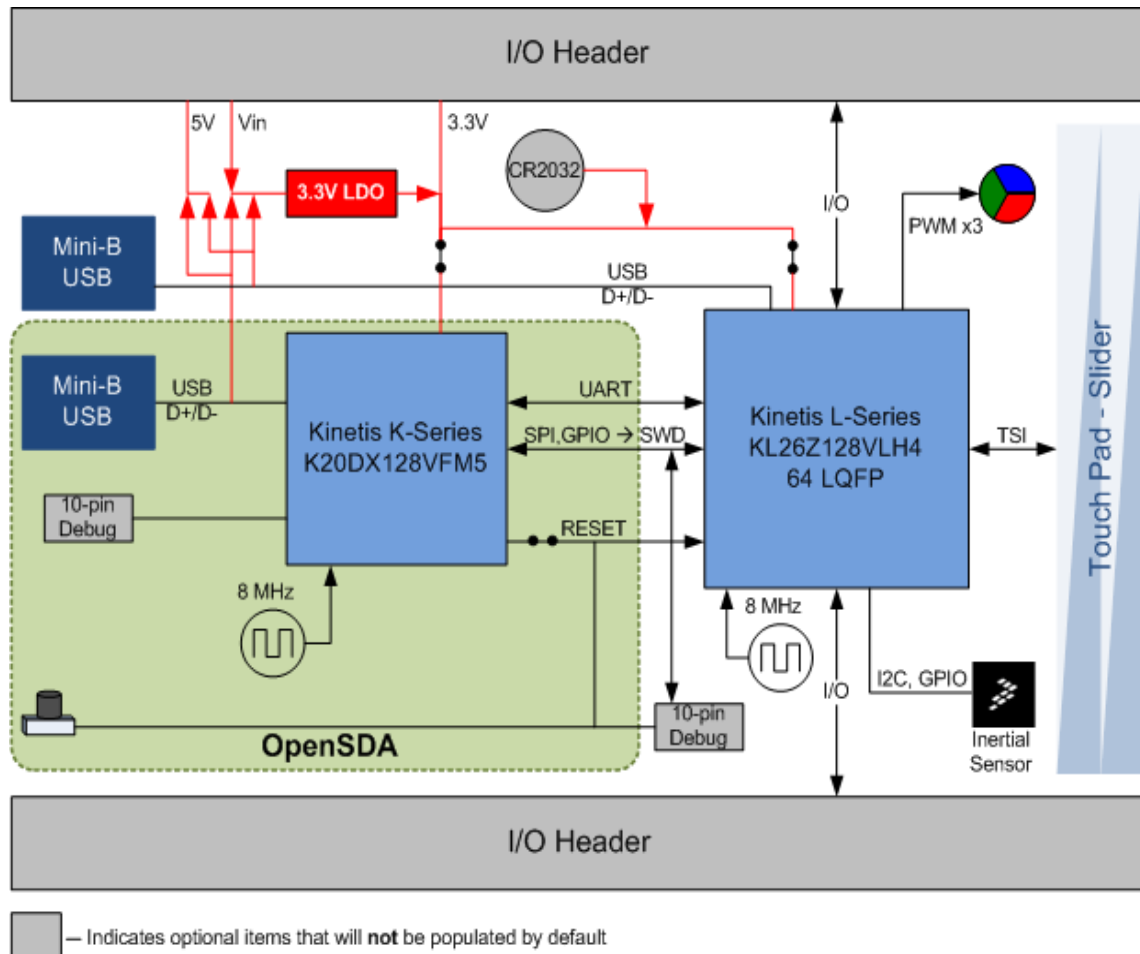 I/O Header
5V
Vin
3.3V
CR2032
3.3V LDO
I/O
PWM x3
Mini-B
USB
USB
D+/D-
Mini-B
USB
USB
D+/D-
Kinetis K-Series
K20DX128VFM5
UART
SPI,GPIO → SWD
RESET
Kinetis L-Series
KL26Z128VLH4
64 LQFP
TSI
Touch Pad - Slider
10-pin
Debug
8 MHz
8 MHz
I/O
I2C, GPIO
10-pin
Debug
Inertial
Sensor
OpenSDA
I/O Header
— Indicates optional items that will not be populated by default